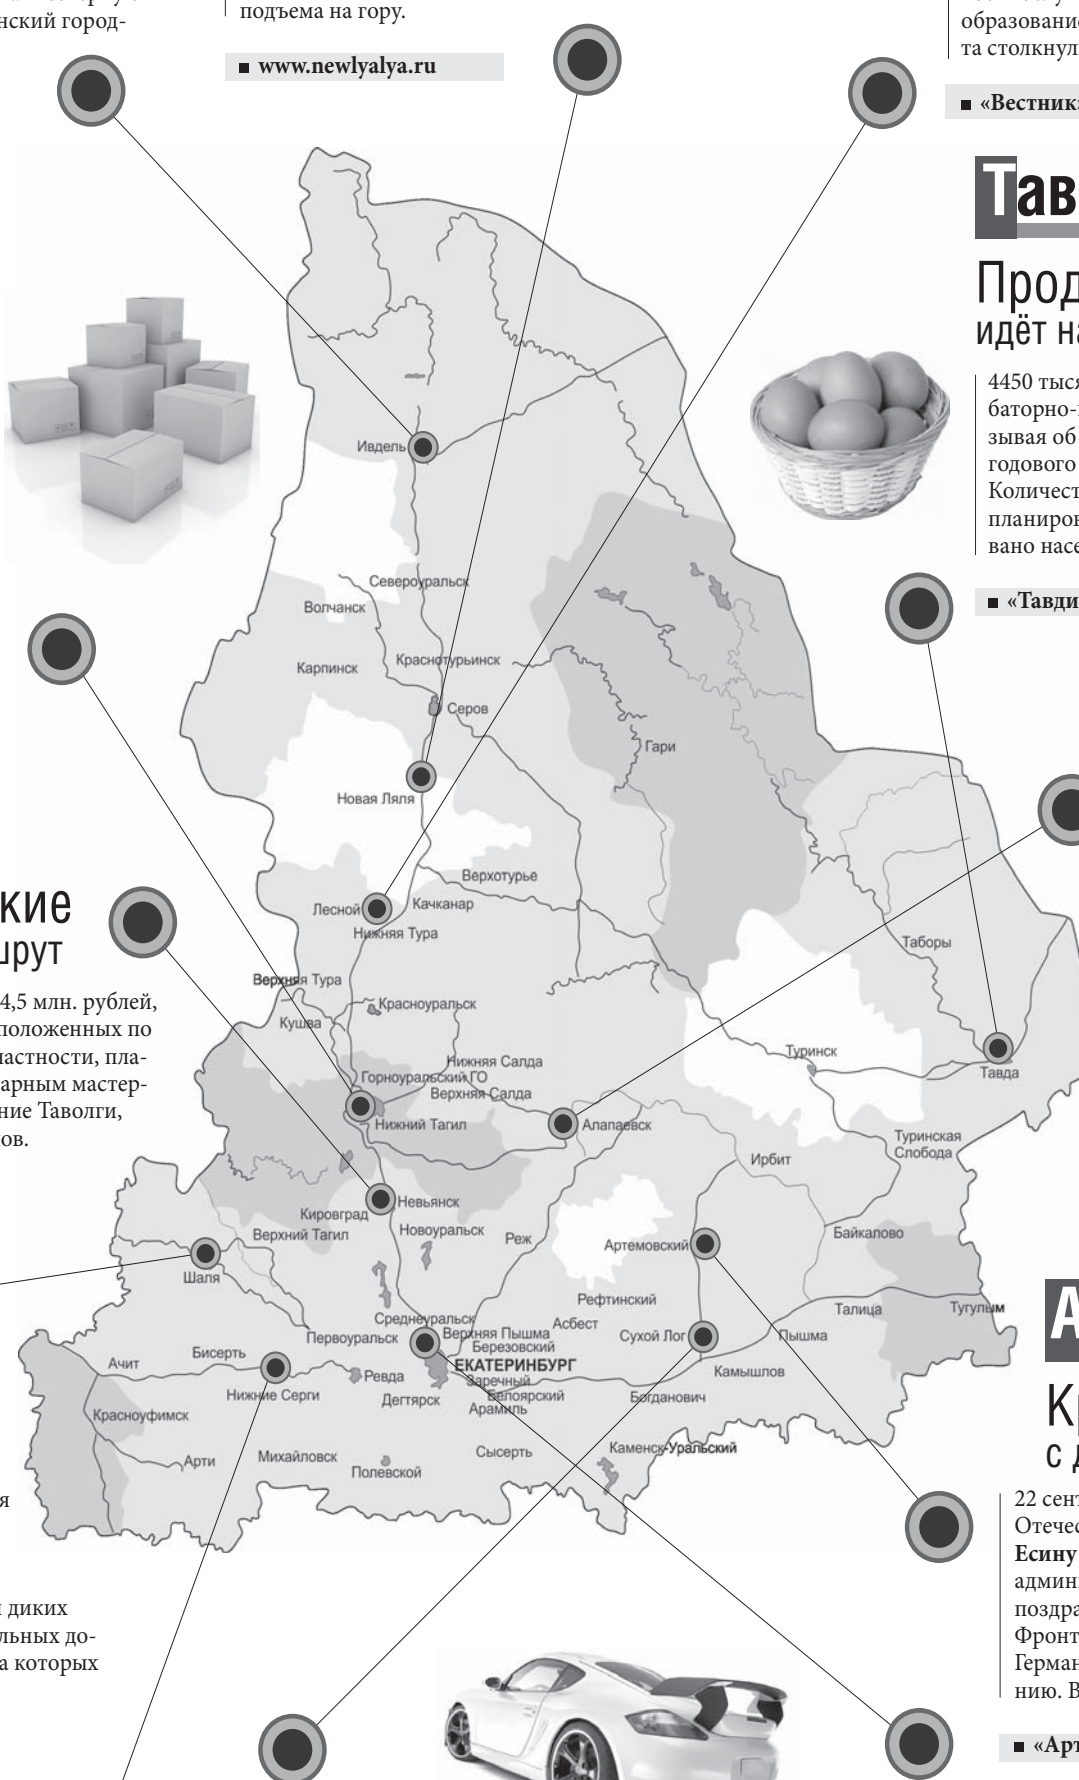 нский город-
подъема на гору.
■ www.newlyalya.ru
образование
та столкнул
■ «Вестник
Тав
Прод
идёт на
4450 тыся
баторно-
зывая об
годового
Количест
планиров
вано насе
■ «Тавди
Ивдель
Североуральск
Волчанск
Карпинск
Краснотурьинск
Серов
Гари
Новая Ляля
Верхотурье
Лесной
Качканар
Нижняя Тура
Таборы
Верхняя Тура
Красноуральск
Кушва
Туринск
Тавда
Нижняя Салда
Горноуральский ГО
Верхняя Салда
Нижний Тагил
Алапаевск
Туринская
Слобода
Ирбит
Невьянск
Кировград
Верхний Тагил
Новоуральск
Реж
Артемовский
Байкалово
Шаля
Рефтинский
Асбест
Сухой Лог
Талица
Тугулым
Пышма
Среднеуральск
Первоуральск
Верхняя Пышма
Березовский
ЕКАТЕРИНБУРГ
Заречный
Белоярский
Арамиль
Ачит
Бисерть
Нижние Серги
Ревда
Дегтярск
Камышлов
Богданович
Красноуфимск
Арти
Михайловск
Полевской
Сысерть
Каменск-Уральский
кие
шрут
4,5 млн. рублей,
положенных по
частности, пла-
арным мастер-
ние Таволги,
ов.
я
диких
льных до-
а которых
А
Кр
с д
22 сент
Отечес
Есину
админ
поздра
Фронт
Герман
нию. В
■ «Арт